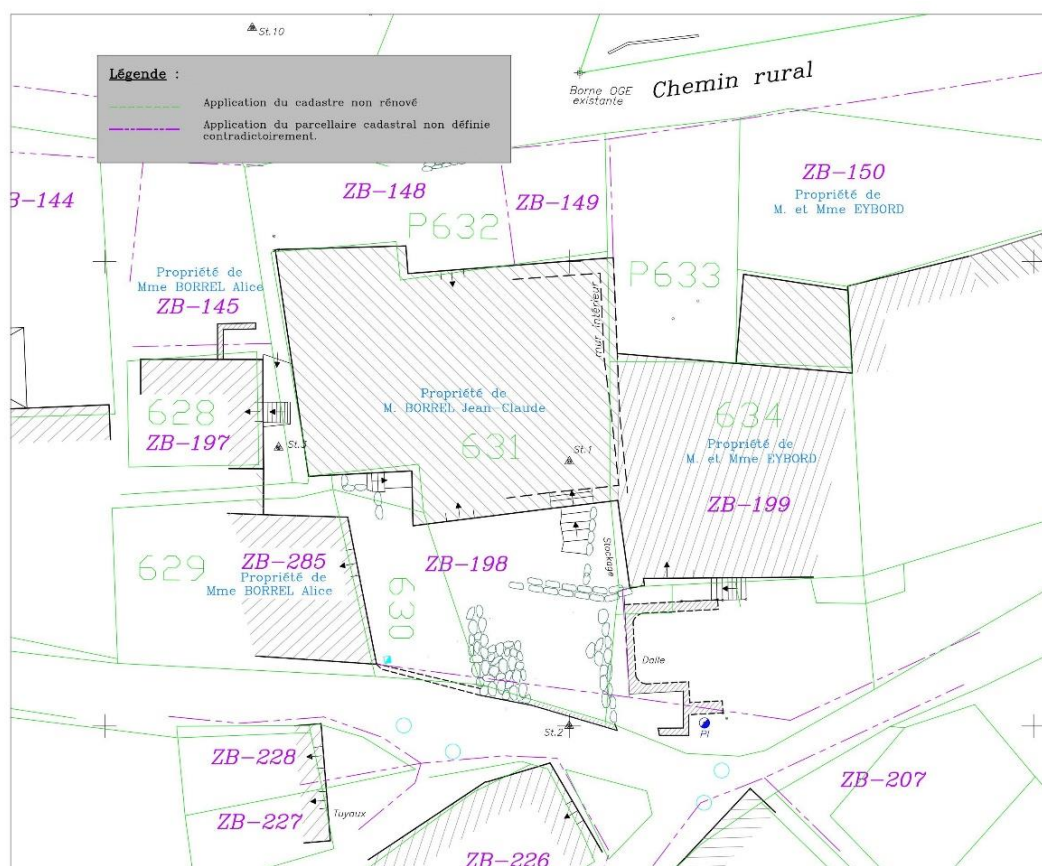 St.10
Légende :
Application du cadastre non rénové
Application du parcellaire cadastral non définie
contradictoirement.
Borne OGE
existante
Chemin rural
ZB-144
ZB-148
ZB-149
ZB-150
Propriété de
M. et Mme EYBORD
P632
P633
Propriété de
Mme BORREL Alice
ZB-145
mur intérieur
Propriété de
M. BORREL Jean-Claude
631
628
ZB-197
St.3
St.1
634
Propriété de
M. et Mme EYBORD
ZB-199
629
ZB-285
Propriété de
Mme BORREL Alice
630
ZB-198
Stockage
Dalle
St.2
PI
ZB-228
ZB-227
Tuyaux
ZB-226
ZB-207